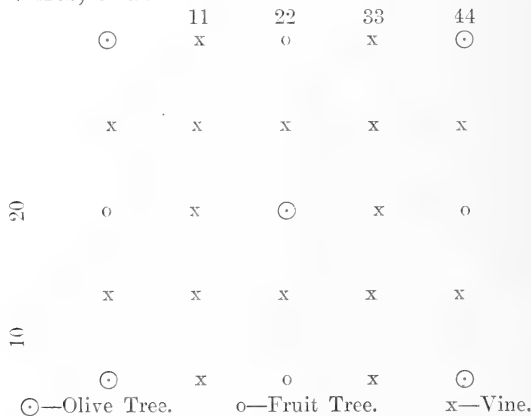 11 22 33 44
⊙ x o x ⊙
x x x x x
20 o x ⊙ x o
x x x x x
10
⊙ x o x ⊙
⊙—Olive Tree. o—Fruit Tree. x—Vine.